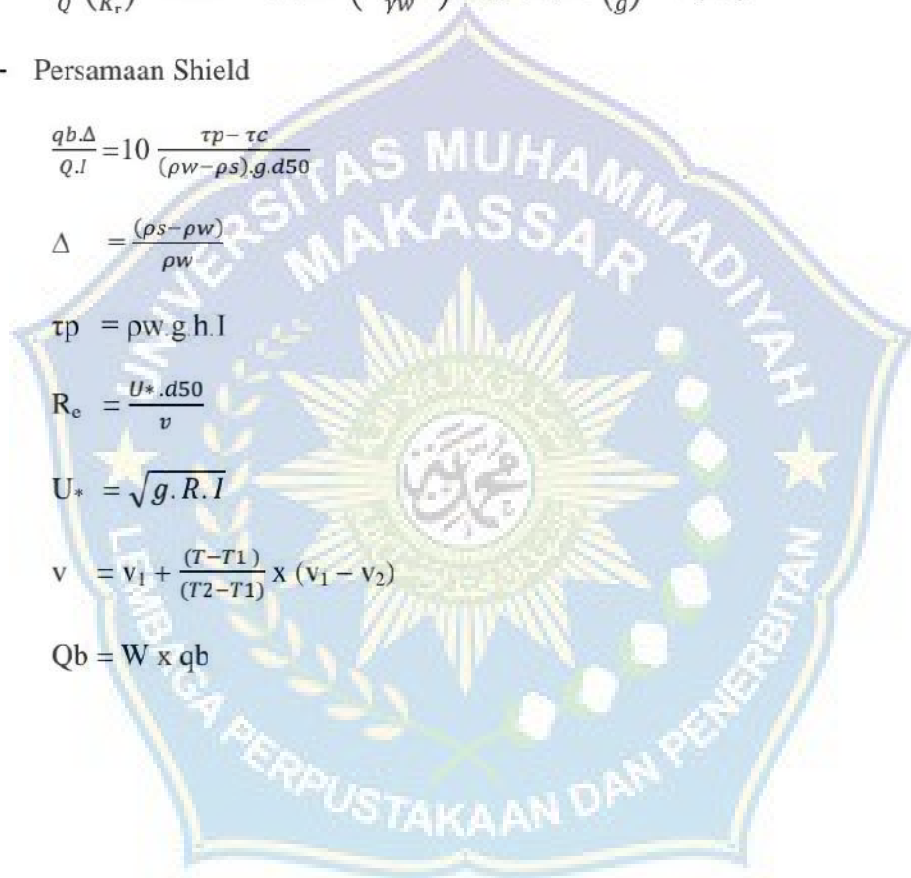 - Persamaan Shield
qb.Δ/Q.I =10 τp− τc/(ρw−ρs).g.d50
Δ = (ρs−ρw)/ρw
τp = ρw.g.h.I
Re = U*.d50/v
U* = √g.R.I
v = v1 + (T−T1)/(T2−T1) x (v1 – v2)
Qb = W x qb
UNIVERSITAS MUHAMMADIYAH
MAKASSAR
محمد
LEMBAGA PERPUSTAKAAN DAN PENERBITAN